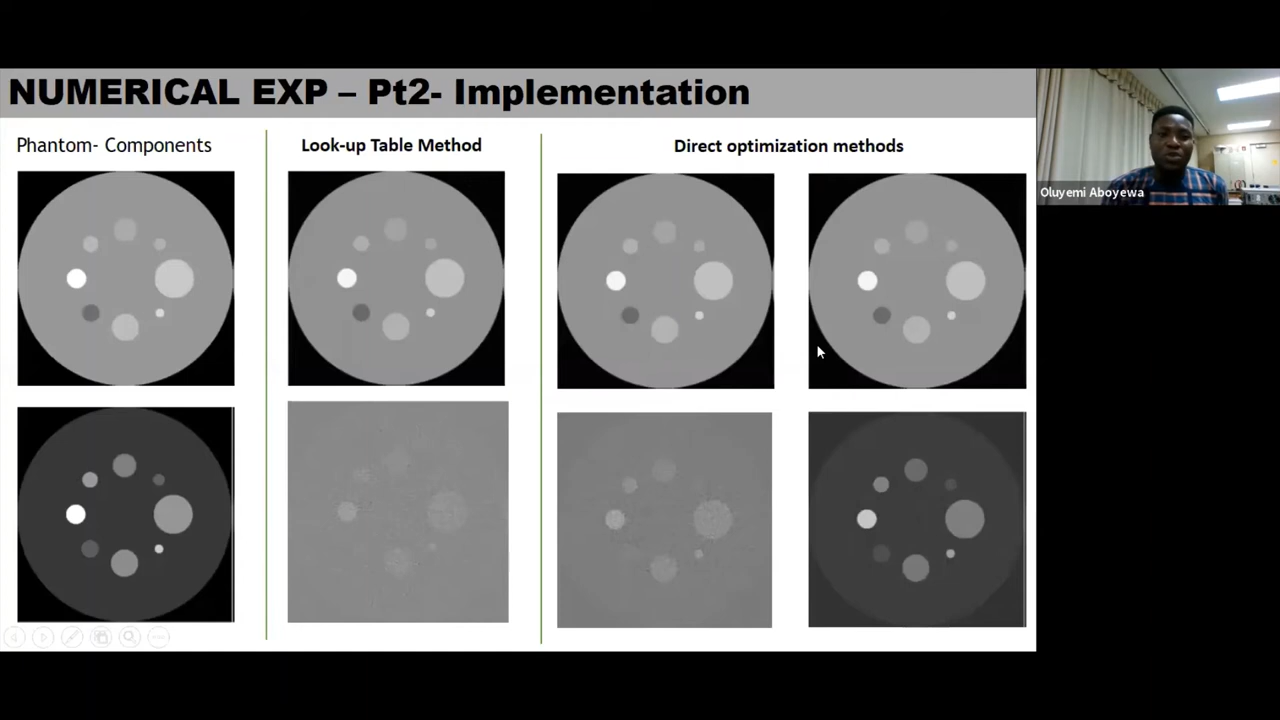 NUMERICAL EXP – Pt2- Implementation
Phantom- Components
Look-up Table Method
Direct optimization methods
Oluyemi Aboyewa